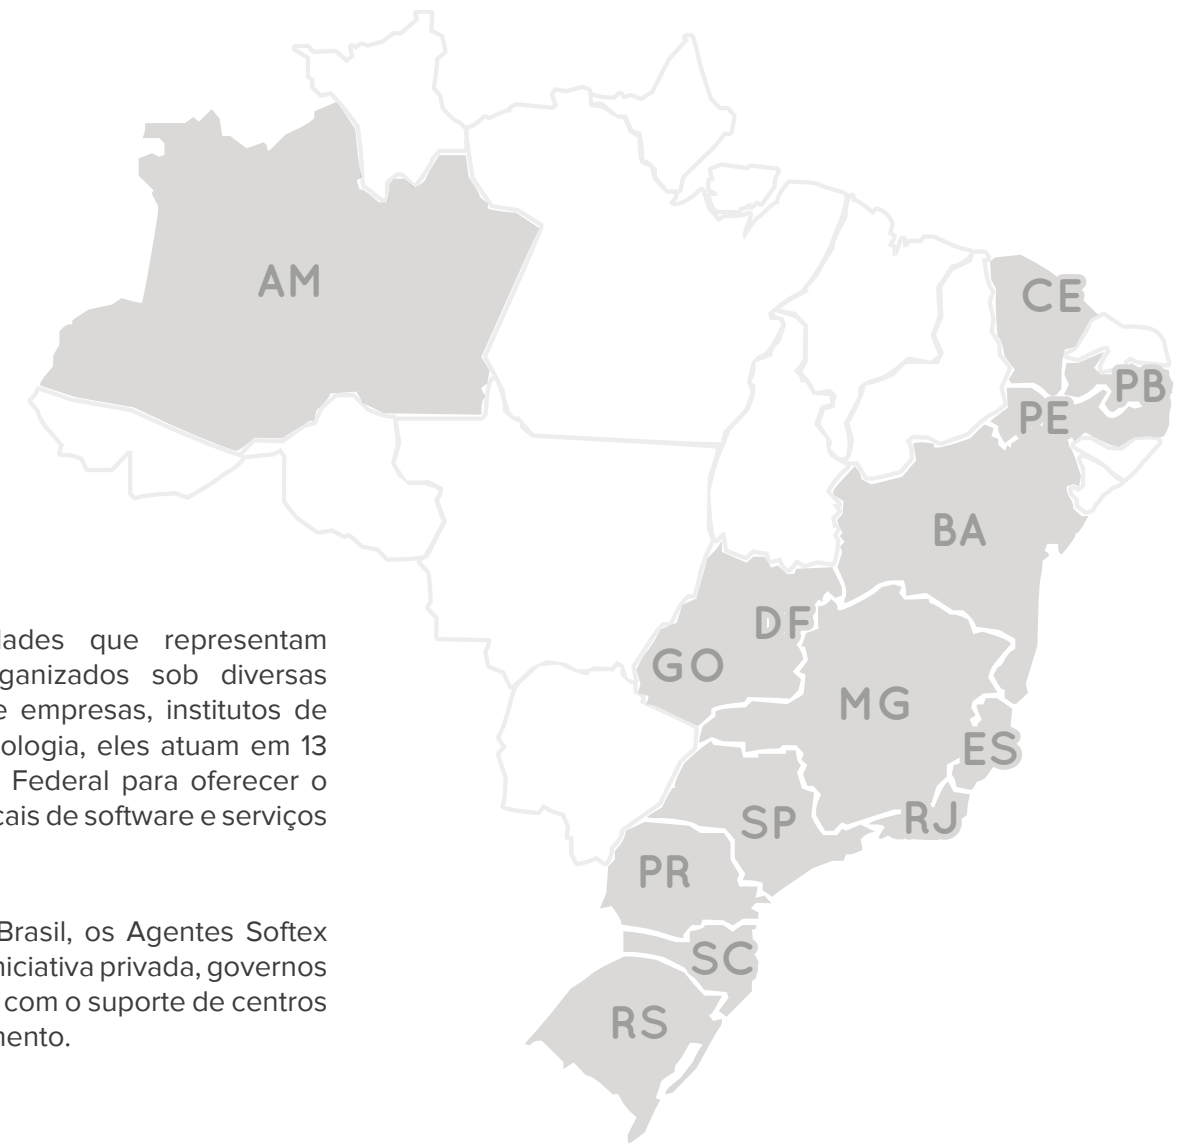 AM
CE
PB
PE
BA
DF
GO
MG
ES
SP
RJ
PR
SC
RS
dades que representam
ganizados sob diversas
e empresas, institutos de
ologia, eles atuam em 13
Federal para oferecer o
cais de software e serviços
Brasil, os Agentes Softex
niciativa privada, governos
com o suporte de centros
mento.